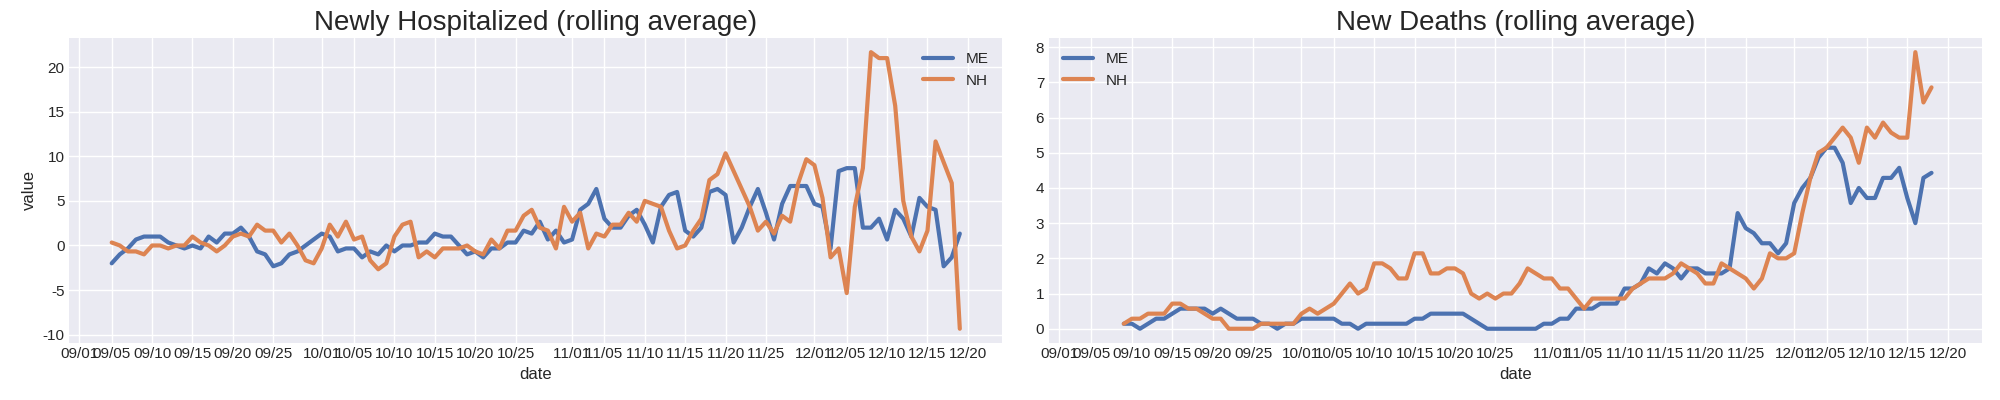 Newly Hospitalized (rolling average)
20
15
10
5
0
-5
-10
value
ME
NH
09/01 09/05 09/10 09/15 09/20 09/25 10/01 10/05 10/10 10/15 10/20 10/25 11/01 11/05 11/10 11/15 11/20 11/25 12/01 12/05 12/10 12/15 12/20
date
New Deaths (rolling average)
8
7
6
5
4
3
2
1
0
ME
NH
09/01 09/05 09/10 09/15 09/20 09/25 10/01 10/05 10/10 10/15 10/20 10/25 11/01 11/05 11/10 11/15 11/20 11/25 12/01 12/05 12/10 12/15 12/20
date